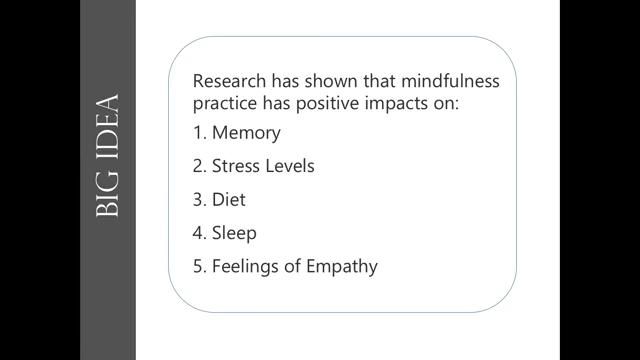 BIG IDEA
Research has shown that mindfulness
practice has positive impacts on:
1. Memory
2. Stress Levels
3. Diet
4. Sleep
5. Feelings of Empathy